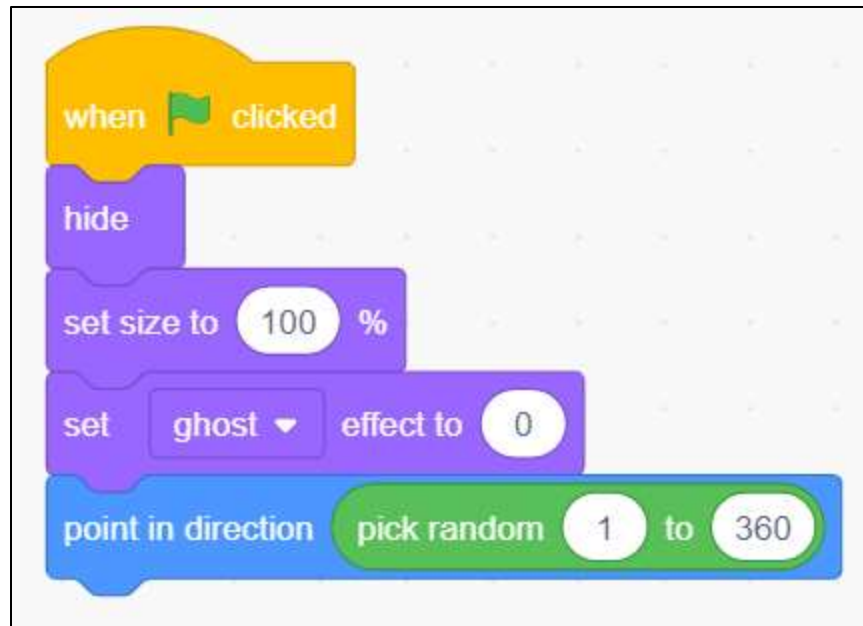 when clicked
hide
set size to 100 %
set ghost effect to 0
point in direction pick random 1 to 360